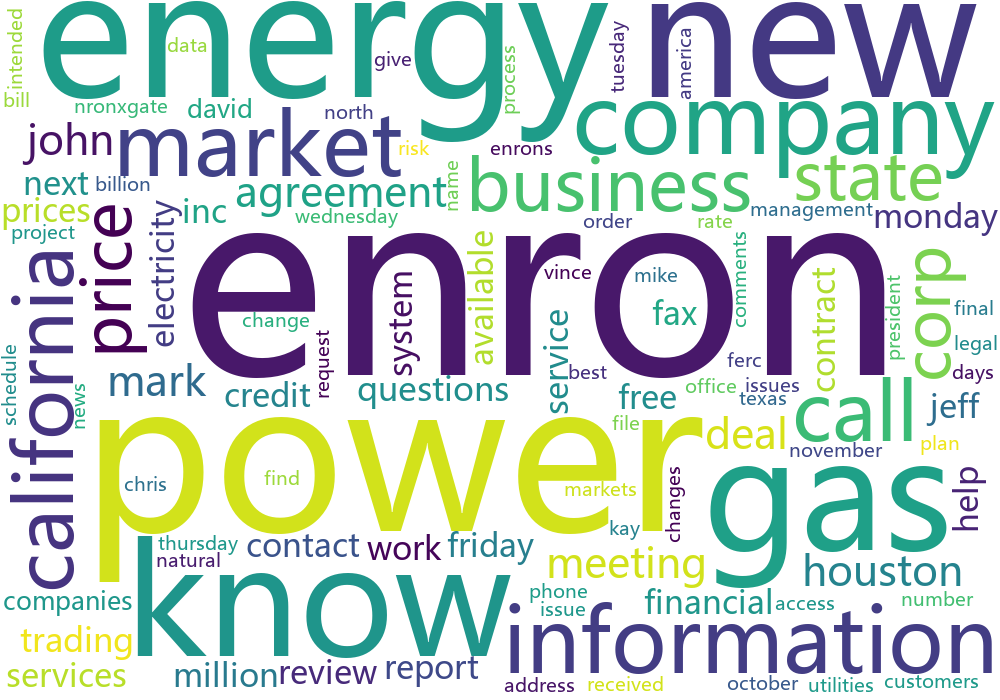 intended
bill
data
energy
give
process
tuesday
new
america
nronxgate
david
north
company
john
market
risk
enrons
next
billion
agreement
name
business
state
prices
inc
wednesday
order
rate
management
monday
project
california
price
electricity
enron
change
system
available
vince
mike
fax
comments
contract
president
corp
final
legal
schedule
news
mark
credit
request
questions
service
best
free
ferc
office
texas
issues
days
call
jeff
file
deal
november
plan
power
chris
find
markets
kay
changes
gas
help
know
thursday
natural
contact
work
friday
meeting
houston
companies
phone
issue
financial
access
number
trading
information
services
million
review
report
address
received
october
utilities
customers